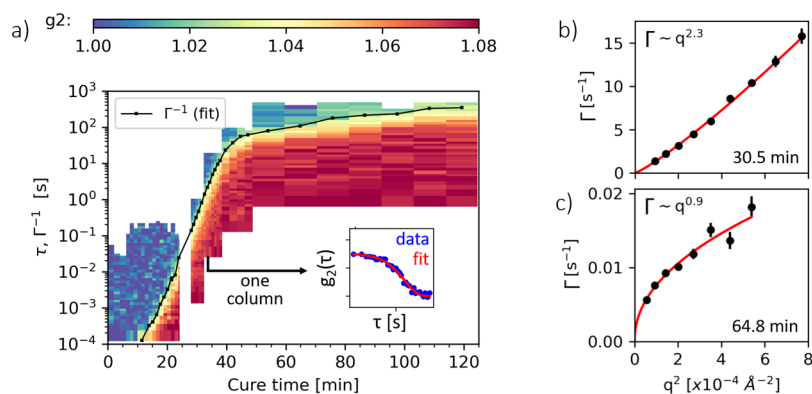 a)
g2:
1.00 1.02 1.04 1.06 1.08
10³
10²
10¹
10⁰
10⁻¹
10⁻²
10⁻³
10⁻⁴
τ, Γ⁻¹ [s]
Γ⁻¹ (fit)
one
column
g₂(τ)
data
fit
τ [s]
0 20 40 60 80 100 120
Cure time [min]
b)
Γ ~ q²·³
15
10
5
0
Γ [s⁻¹]
30.5 min
c)
Γ ~ q⁰·⁹
0.02
0.01
0.00
Γ [s⁻¹]
64.8 min
0 2 4 6 8
q² [x10⁻⁴ Å⁻²]